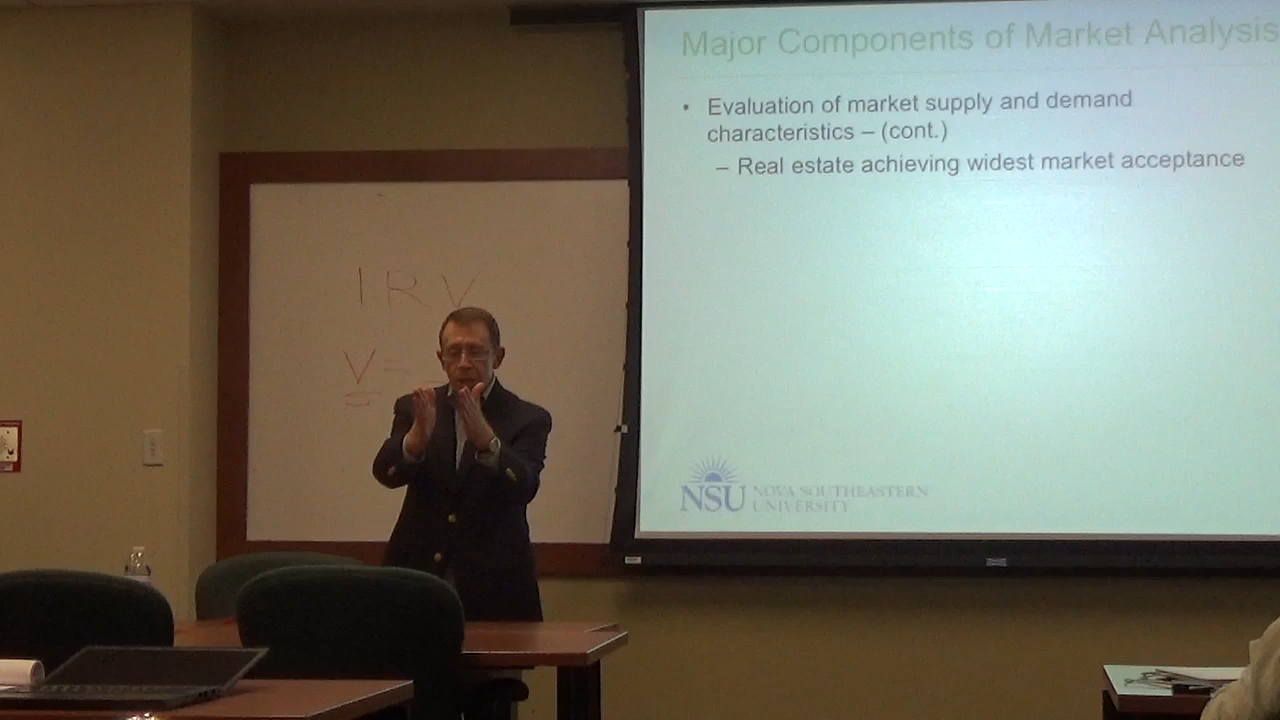 I R V
V =
Major Components of Market Analysis
• Evaluation of market supply and demand
characteristics – (cont.)
– Real estate achieving widest market acceptance
NSU NOVA SOUTHEASTERN
UNIVERSITY